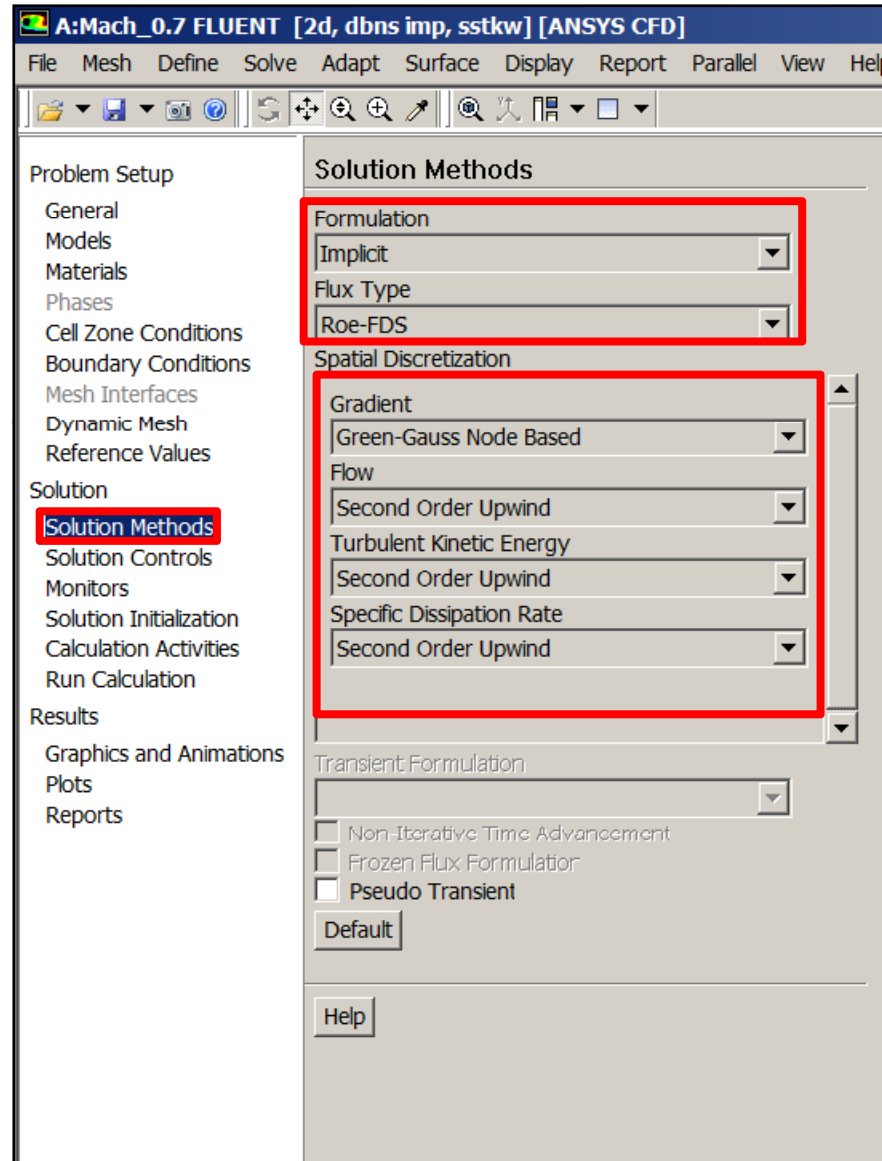 A:Mach_0.7 FLUENT [2d, dbns imp, sstkw] [ANSYS CFD]
File Mesh Define Solve Adapt Surface Display Report Parallel View Help
Problem Setup
General
Models
Materials
Phases
Cell Zone Conditions
Boundary Conditions
Mesh Interfaces
Dynamic Mesh
Reference Values
Solution
Solution Methods
Solution Controls
Monitors
Solution Initialization
Calculation Activities
Run Calculation
Results
Graphics and Animations
Plots
Reports
Solution Methods
Formulation
Implicit
Flux Type
Roe-FDS
Spatial Discretization
Gradient
Green-Gauss Node Based
Flow
Second Order Upwind
Turbulent Kinetic Energy
Second Order Upwind
Specific Dissipation Rate
Second Order Upwind
Transient Formulation
Non-Iterative Time Advancement
Frozen Flux Formulation
Pseudo Transient
Default
Help